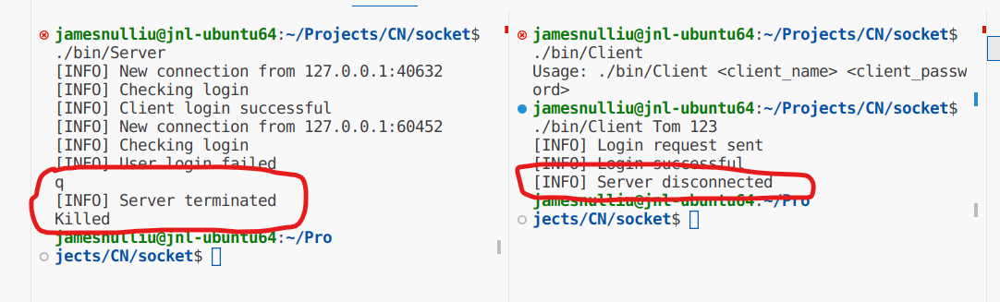 jamesnulliu@jnl-ubuntu64:~/Projects/CN/socket$
./bin/Server
[INFO] New connection from 127.0.0.1:40632
[INFO] Checking login
[INFO] Client login successful
[INFO] New connection from 127.0.0.1:60452
[INFO] Checking login
[INFO] User login failed
q
[INFO] Server terminated
Killed
jamesnulliu@jnl-ubuntu64:~/Pro
jects/CN/socket$
jamesnulliu@jnl-ubuntu64:~/Projects/CN/socket$
./bin/Client
Usage: ./bin/Client <client_name> <client_passw
ord>
jamesnulliu@jnl-ubuntu64:~/Projects/CN/socket$
./bin/Client Tom 123
[INFO] Login request sent
[INFO] Login successful
[INFO] Server disconnected
jamesnulliu@jnl-ubuntu64:~/Pro
jects/CN/socket$